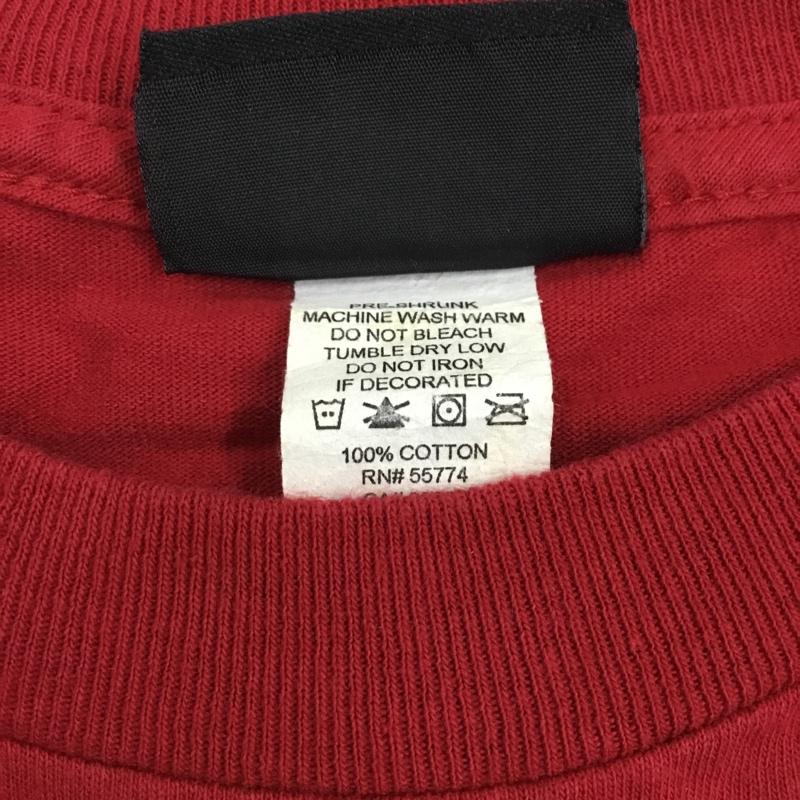 PRE-SHRUNK
MACHINE WASH WARM
DO NOT BLEACH
TUMBLE DRY LOW
DO NOT IRON
IF DECORATED
100% COTTON
RN# 55774